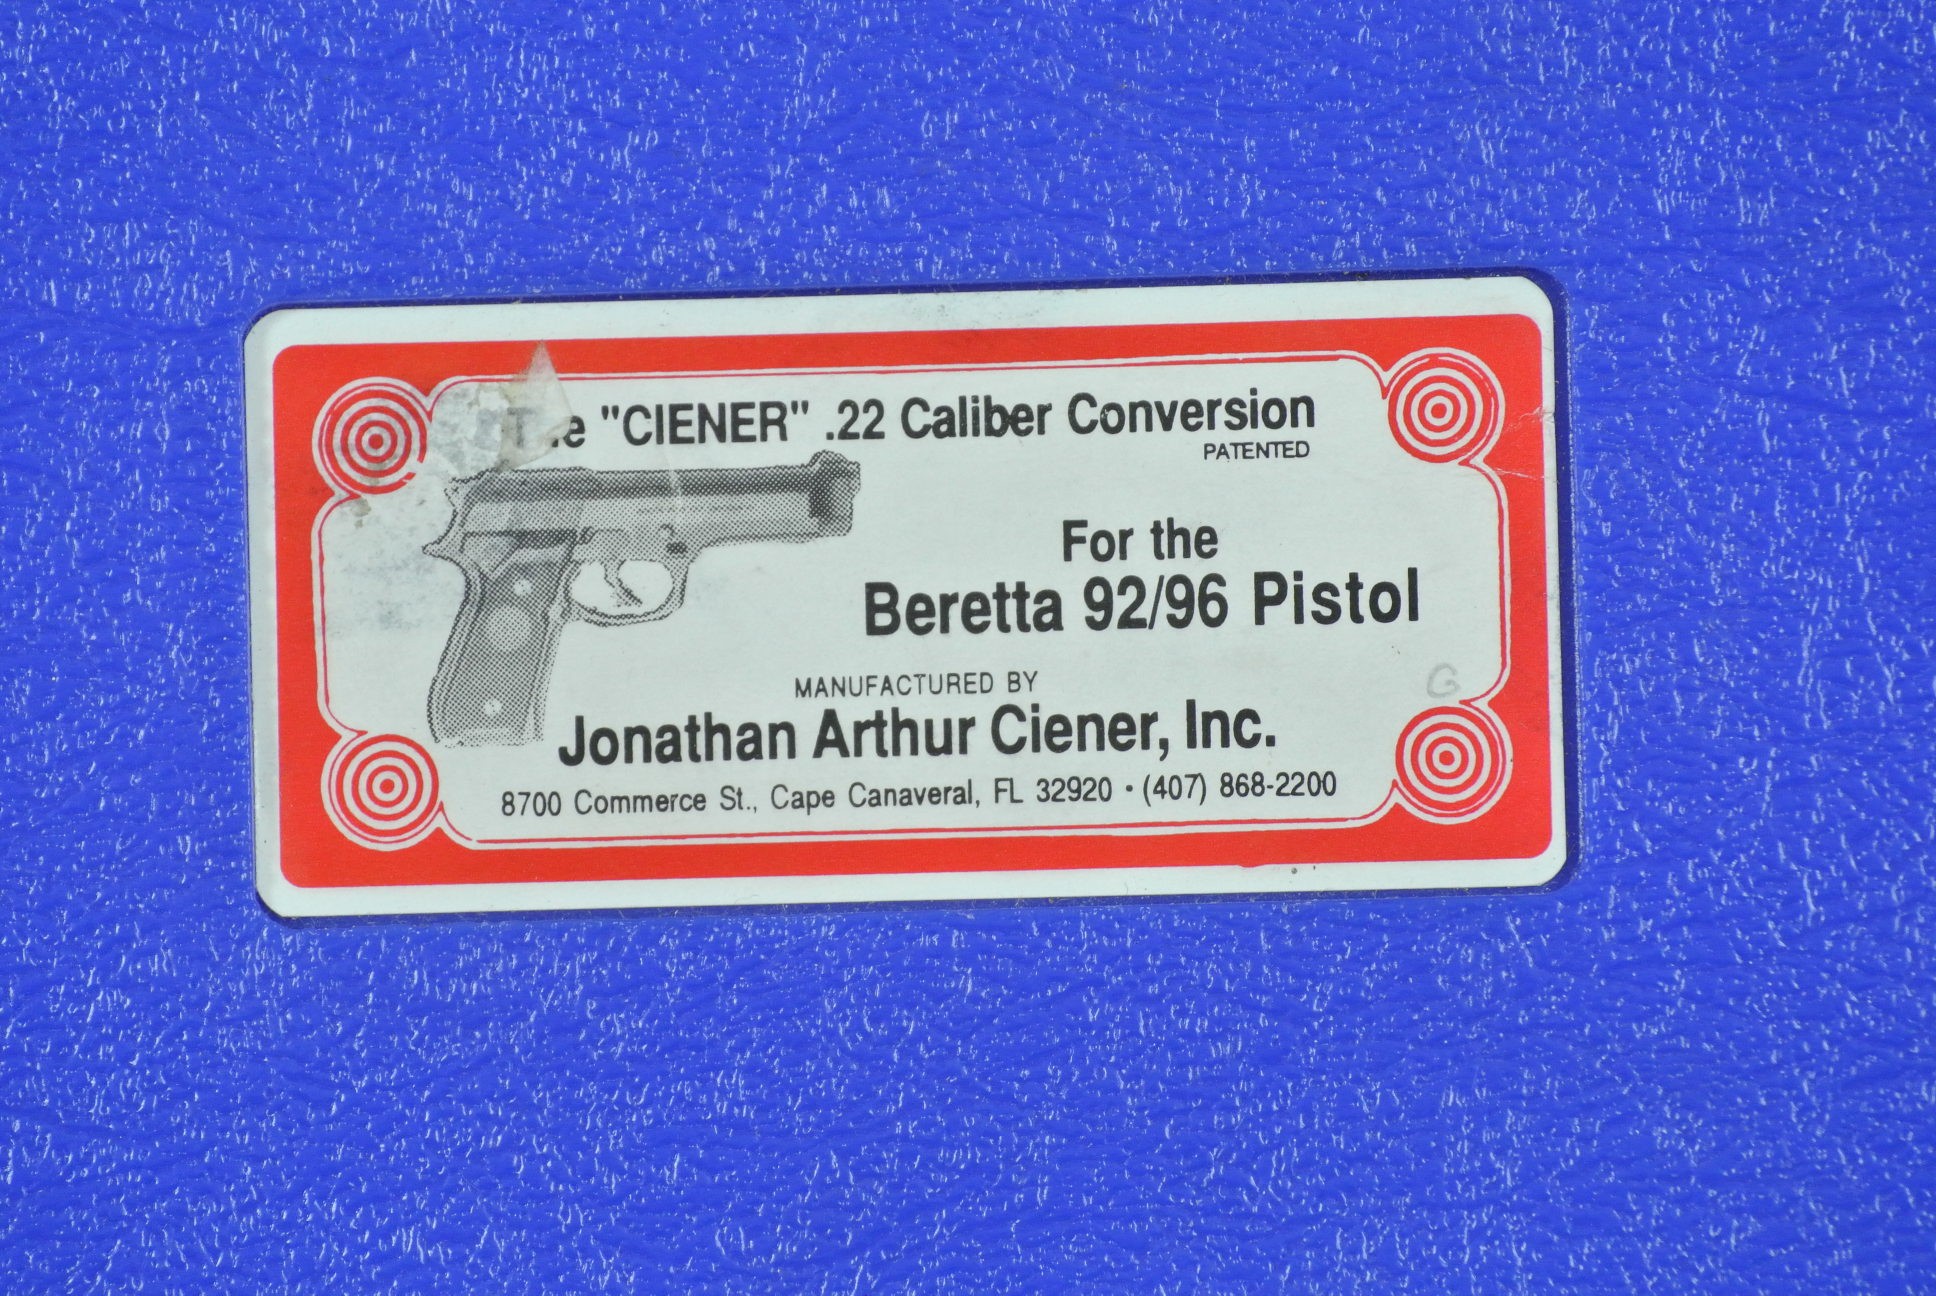 The "CIENER" .22 Caliber Conversion
PATENTED
For the
Beretta 92/96 Pistol
G
MANUFACTURED BY
Jonathan Arthur Ciener, Inc.
8700 Commerce St., Cape Canaveral, FL 32920 • (407) 868-2200